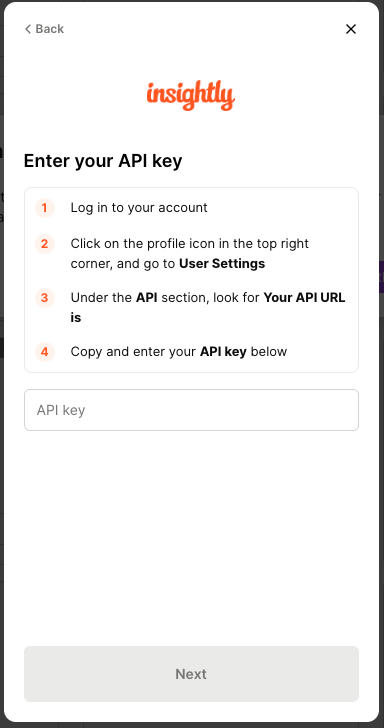 Back
insightly
Enter your API key
1 Log in to your account
2 Click on the profile icon in the top right
corner, and go to User Settings
3 Under the API section, look for Your API URL
is
4 Copy and enter your API key below
API key
Next